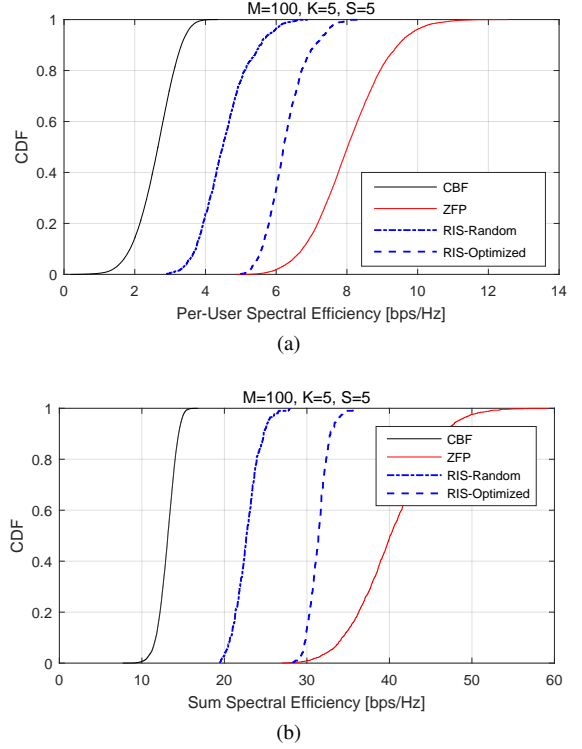 M=100, K=5, S=5
1
0.8
0.6
0.4
0.2
0
CDF
CBF
ZFP
RIS-Random
RIS-Optimized
0 2 4 6 8 10 12 14
Per-User Spectral Efficiency [bps/Hz]
(a)
M=100, K=5, S=5
1
0.8
0.6
0.4
0.2
0
CDF
CBF
ZFP
RIS-Random
RIS-Optimized
0 10 20 30 40 50 60
Sum Spectral Efficiency [bps/Hz]
(b)